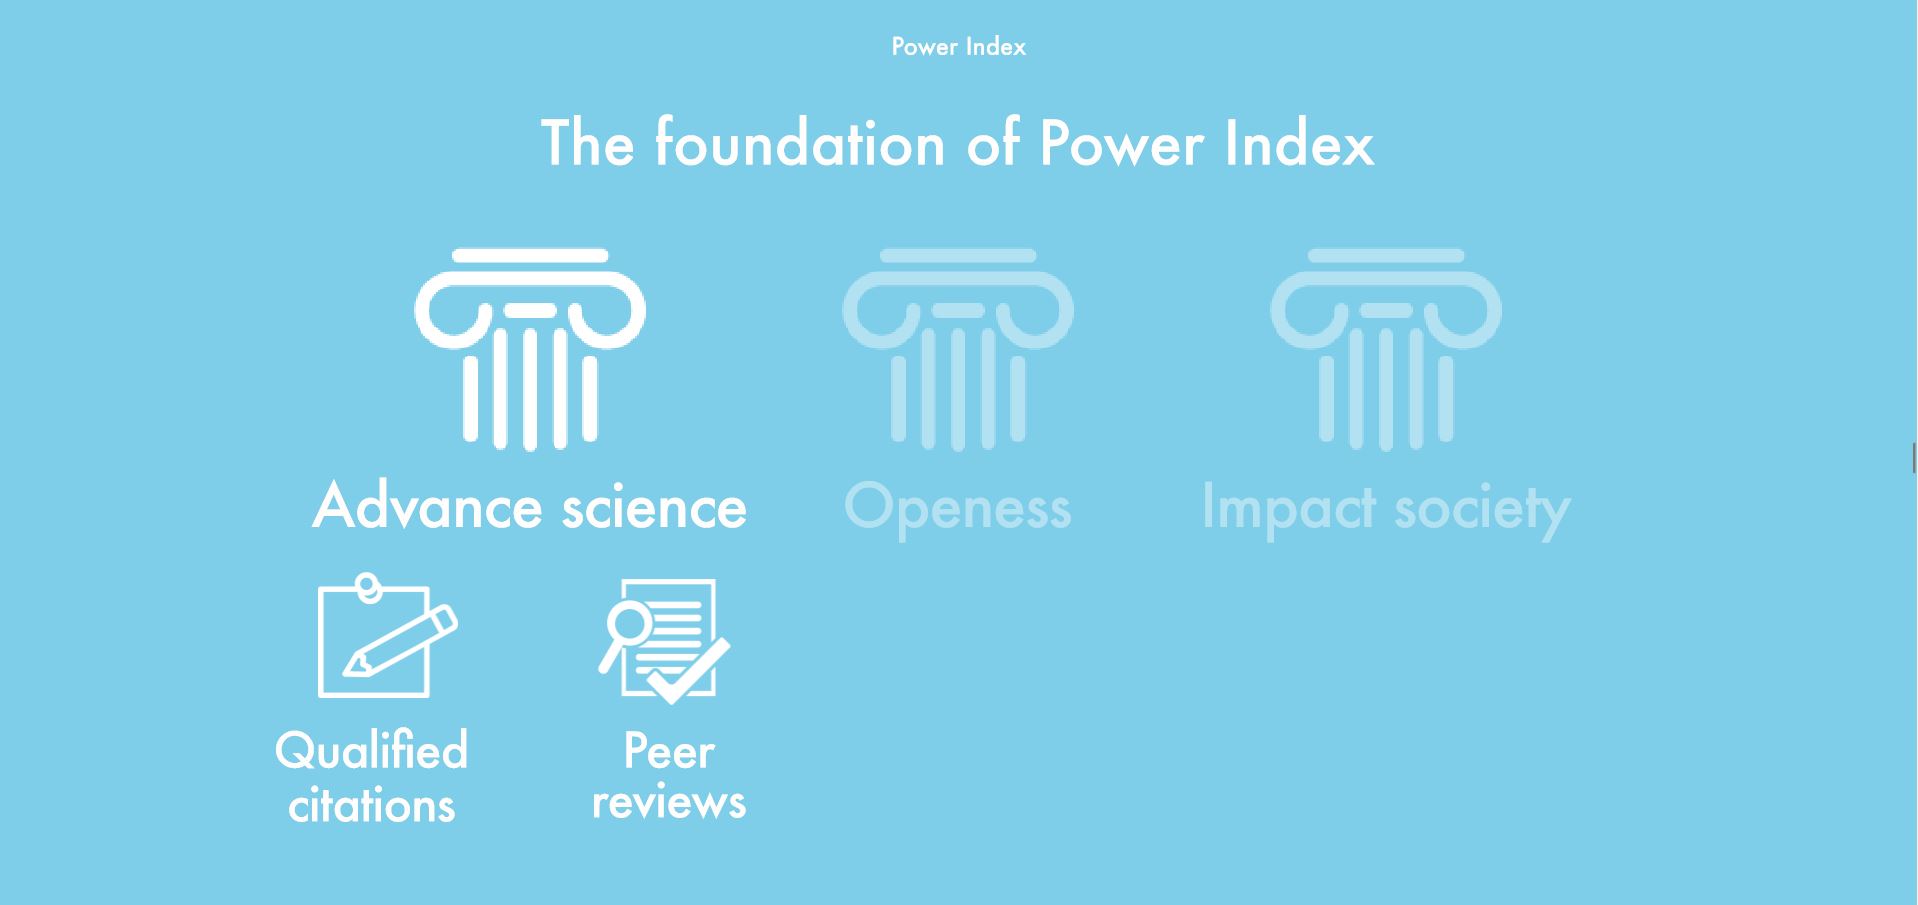 Power Index
The foundation of Power Index
Advance science
Openess
Impact society
Qualified
citations
Peer
reviews